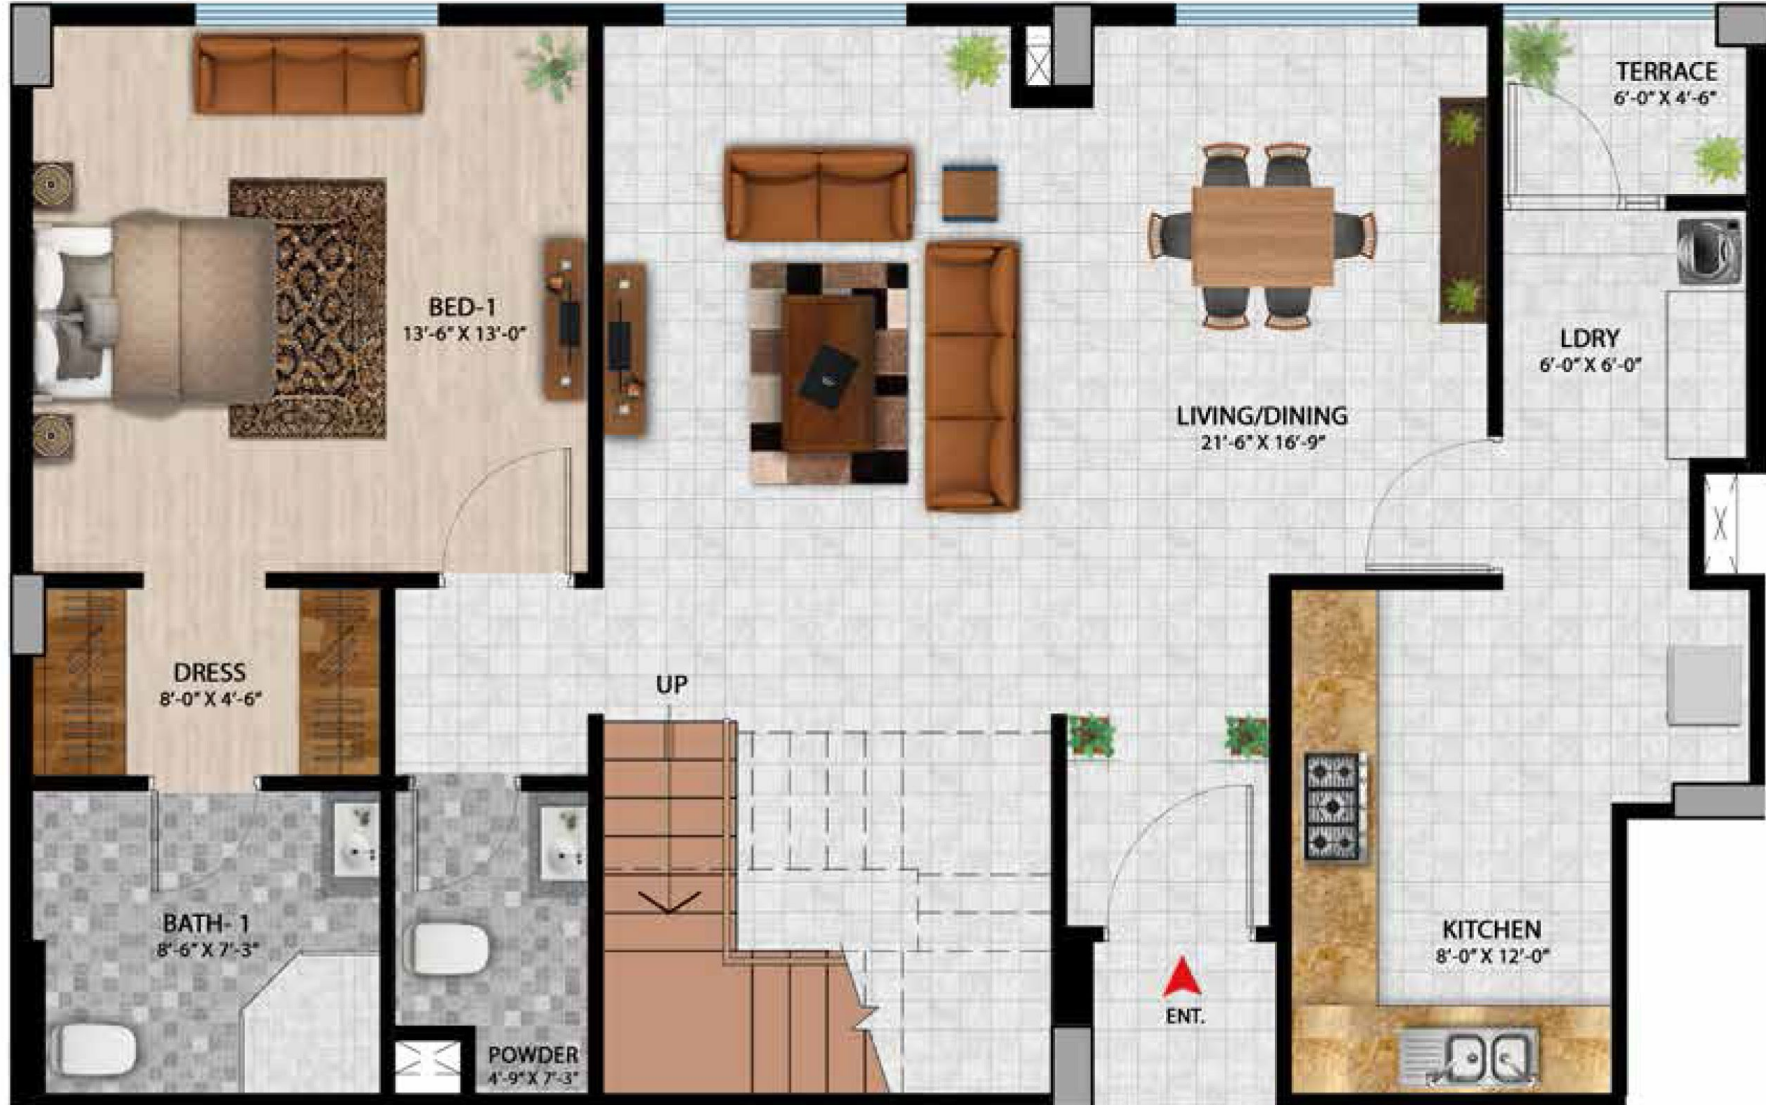 TERRACE
6'-0" X 4'-6"
BED-1
13'-6" X 13'-0"
LDRY
6'-0" X 6'-0"
LIVING/DINING
21'-6" X 16'-9"
DRESS
8'-0" X 4'-6"
UP
BATH- 1
8'-6" X 7'-3"
KITCHEN
8'-0" X 12'-0"
ENT.
POWDER
4'-9" X 7'-3"